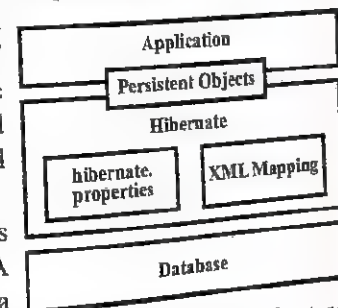 Application
Persistent Objects
Hibernate
hibernate.
properties
XML Mapping
s
A
Database
a